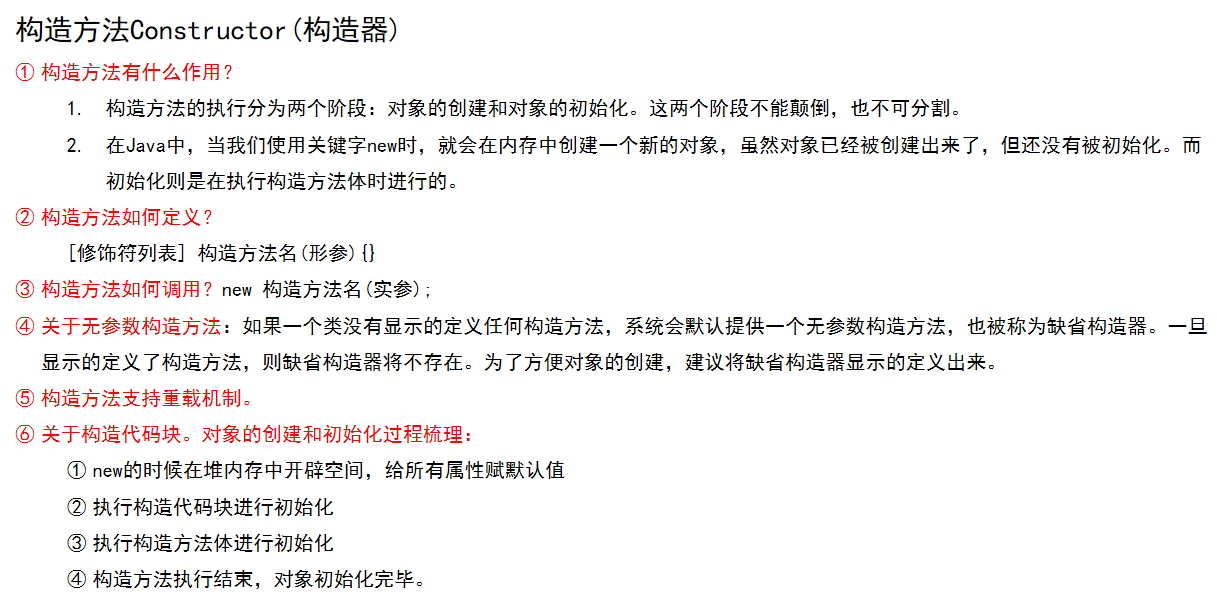 构造方法Constructor(构造器)
① 构造方法有什么作用？
1. 构造方法的执行分为两个阶段：对象的创建和对象的初始化。这两个阶段不能颠倒，也不可分割。
2. 在Java中，当我们使用关键字new时，就会在内存中创建一个新的对象，虽然对象已经被创建出来了，但还没有被初始化。而
初始化则是在执行构造方法体时进行的。
② 构造方法如何定义？
[修饰符列表] 构造方法名(形参){}
③ 构造方法如何调用？new 构造方法名(实参);
④ 关于无参数构造方法：如果一个类没有显示的定义任何构造方法，系统会默认提供一个无参数构造方法，也被称为缺省构造器。一旦
显示的定义了构造方法，则缺省构造器将不存在。为了方便对象的创建，建议将缺省构造器显示的定义出来。
⑤ 构造方法支持重载机制。
⑥ 关于构造代码块。对象的创建和初始化过程梳理：
① new的时候在堆内存中开辟空间，给所有属性赋默认值
② 执行构造代码块进行初始化
③ 执行构造方法体进行初始化
④ 构造方法执行结束，对象初始化完毕。